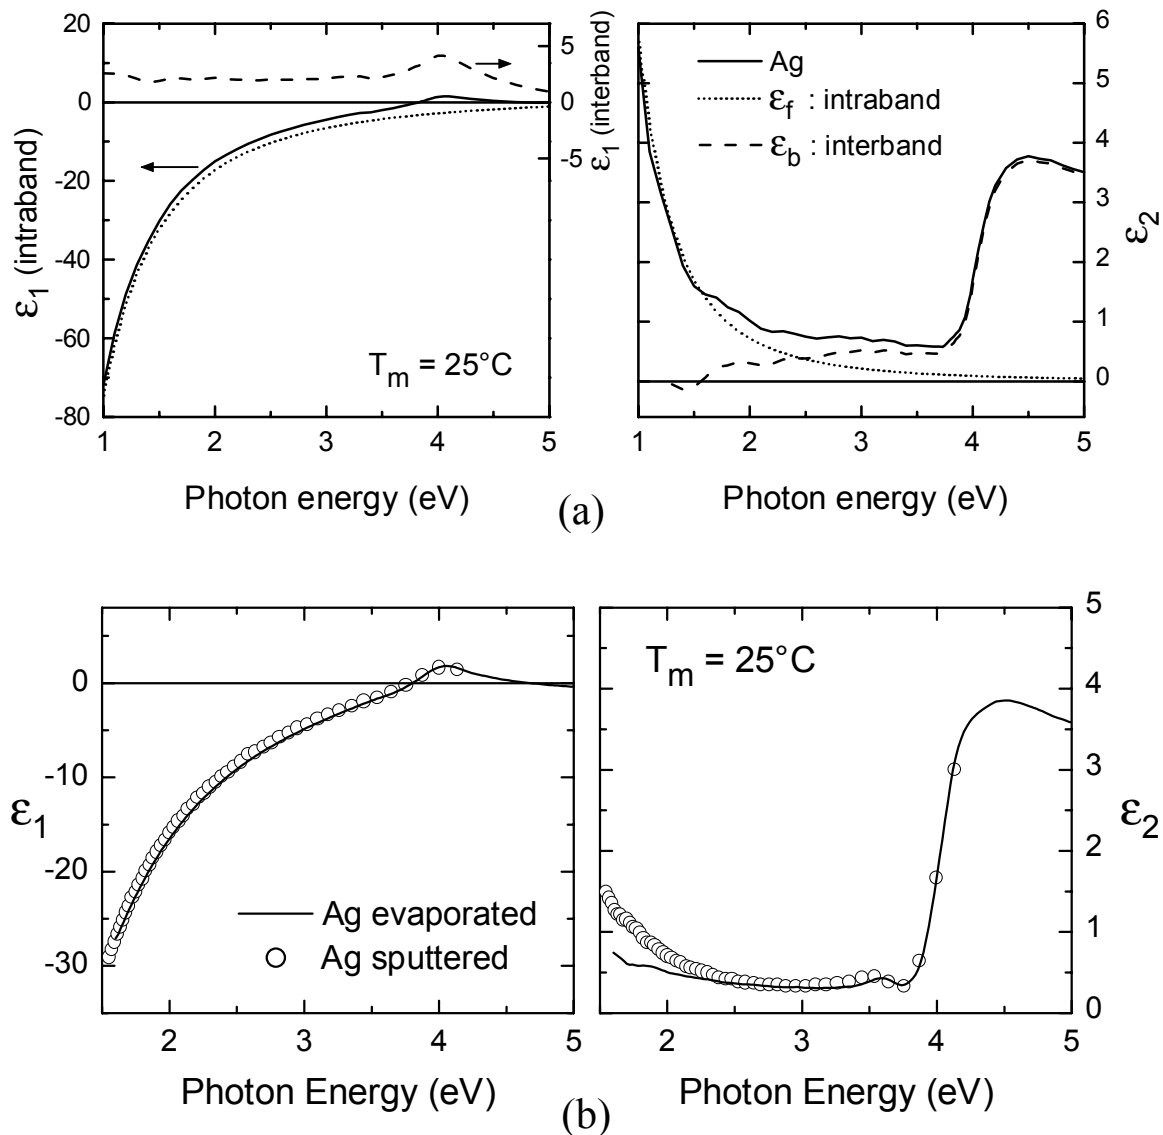 20
0
-20
-40
-60
-80
ε1 (intraband)
5
0
-5
ε1 (interband)
Tm = 25°C
1 2 3 4 5
Photon energy (eV)
Ag
εf : intraband
εb : interband
6
5
4
3
2
1
0
ε2
1 2 3 4 5
Photon energy (eV)
(a)
0
-10
-20
-30
ε1
Ag evaporated
Ag sputtered
2 3 4 5
Photon Energy (eV)
Tm = 25°C
5
4
3
2
1
0
ε2
2 3 4 5
Photon Energy (eV)
(b)